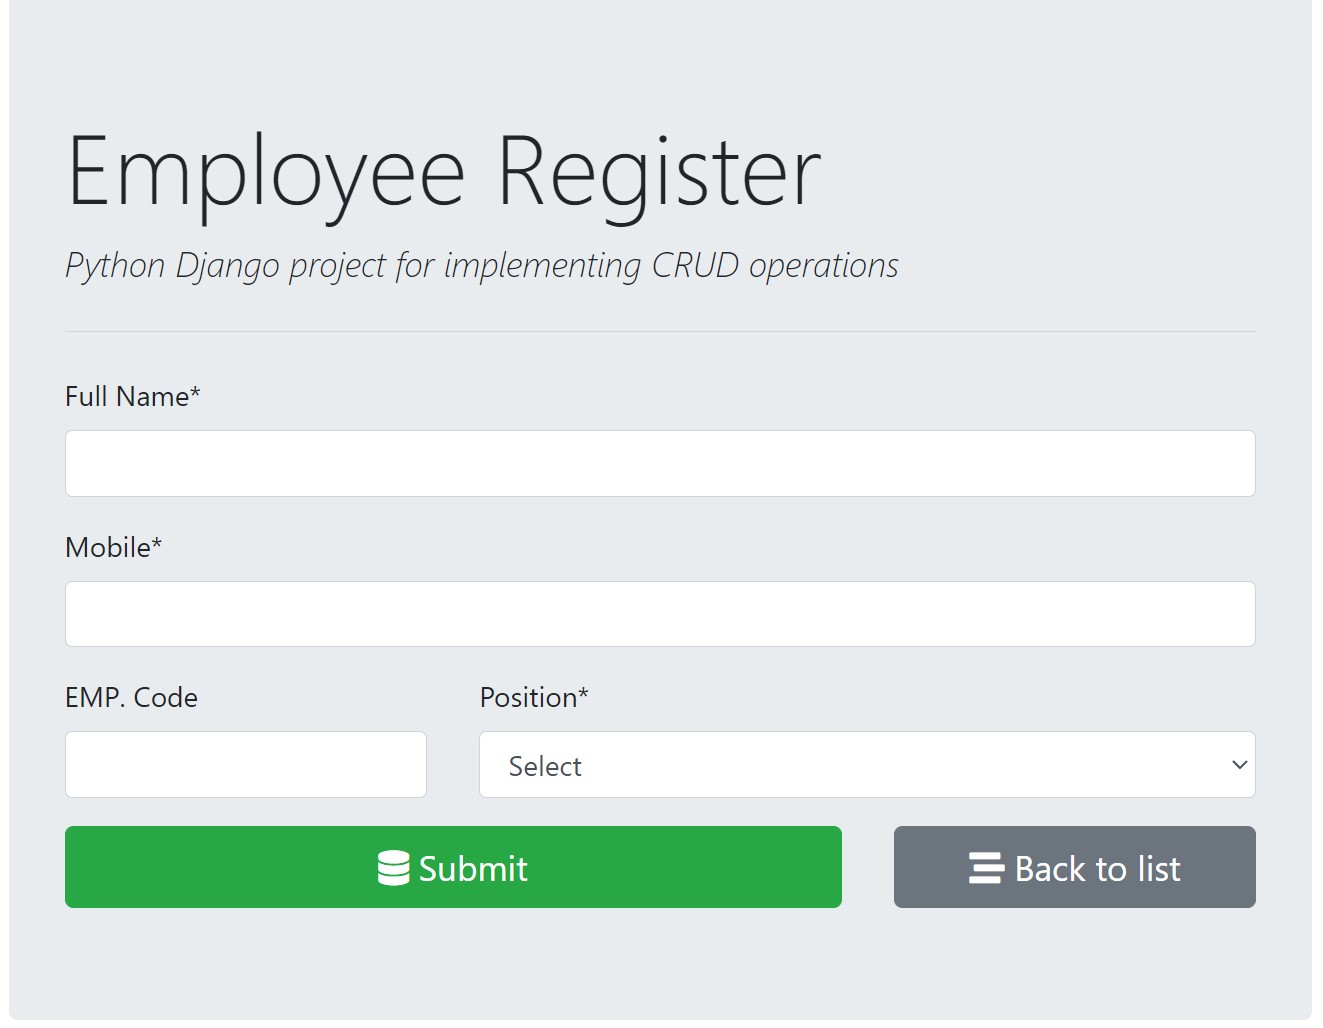 Employee Register
Python Django project for implementing CRUD operations
Full Name*
Mobile*
EMP. Code
Position*
Select
Submit
Back to list